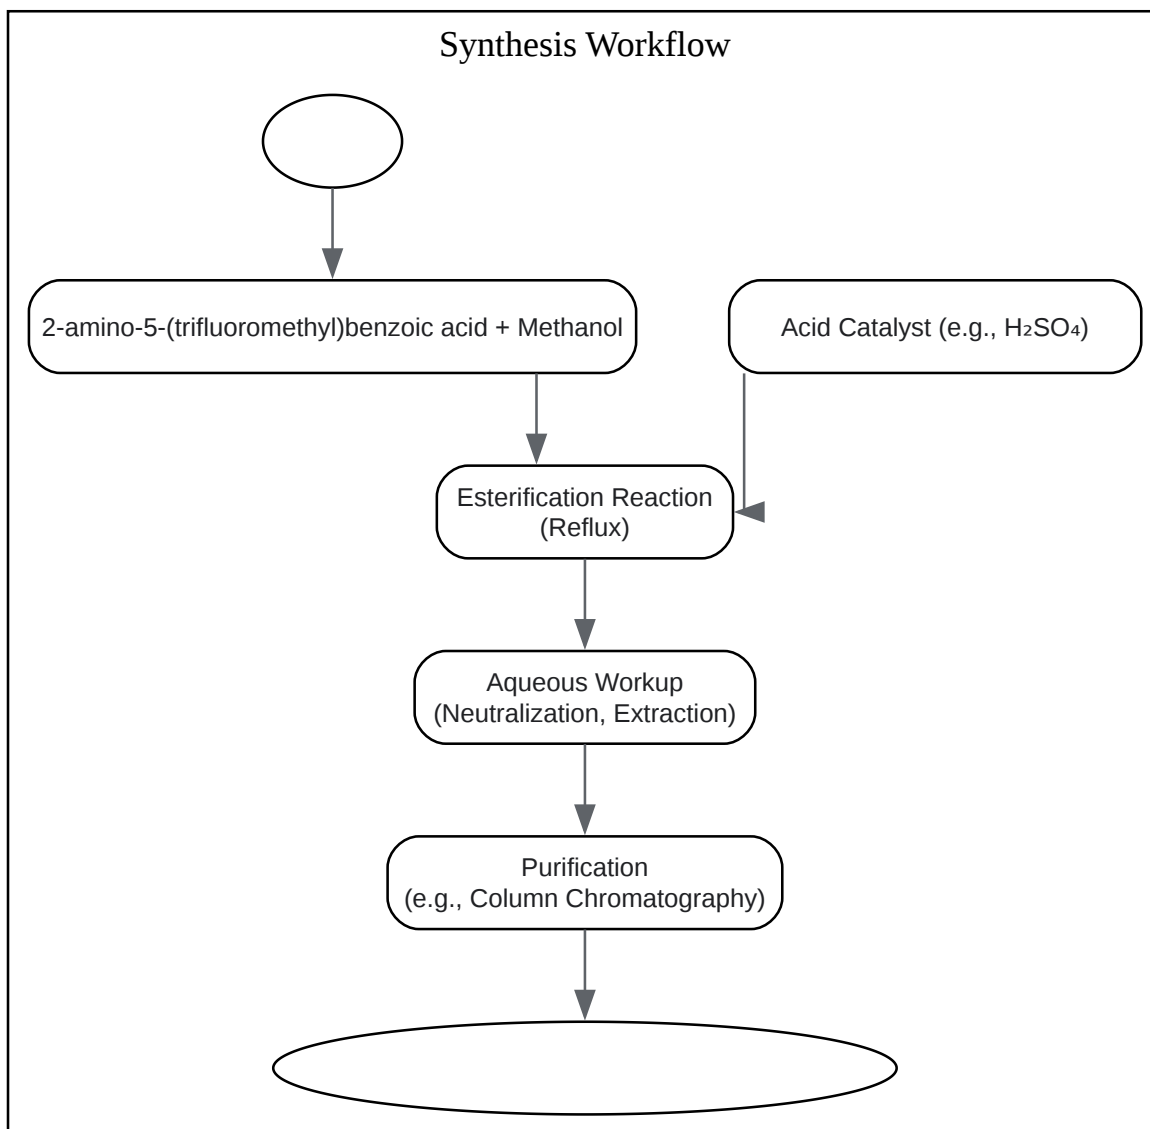 Synthesis Workflow
2-amino-5-(trifluoromethyl)benzoic acid + Methanol
Acid Catalyst (e.g., H₂SO₄)
Esterification Reaction
(Reflux)
Aqueous Workup
(Neutralization, Extraction)
Purification
(e.g., Column Chromatography)